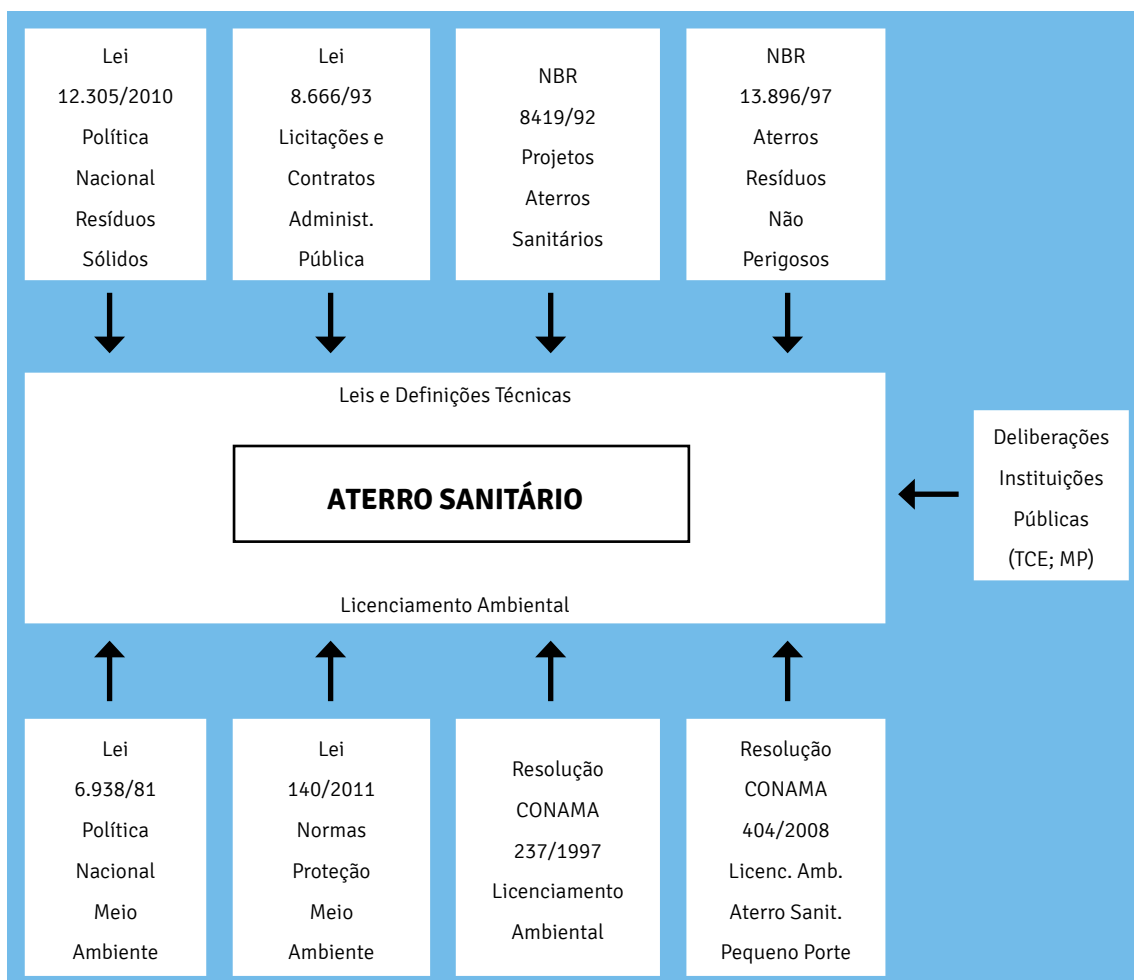 Lei
12.305/2010
Política
Nacional
Resíduos
Sólidos
Lei
8.666/93
Licitações e
Contratos
Administ.
Pública
NBR
8419/92
Projetos
Aterros
Sanitários
NBR
13.896/97
Aterros
Resíduos
Não
Perigosos
Leis e Definições Técnicas
ATERRO SANITÁRIO
Licenciamento Ambiental
Deliberações
Instituições
Públicas
(TCE; MP)
Lei
6.938/81
Política
Nacional
Meio
Ambiente
Lei
140/2011
Normas
Proteção
Meio
Ambiente
Resolução
CONAMA
237/1997
Licenciamento
Ambiental
Resolução
CONAMA
404/2008
Licenc. Amb.
Aterro Sanit.
Pequeno Porte